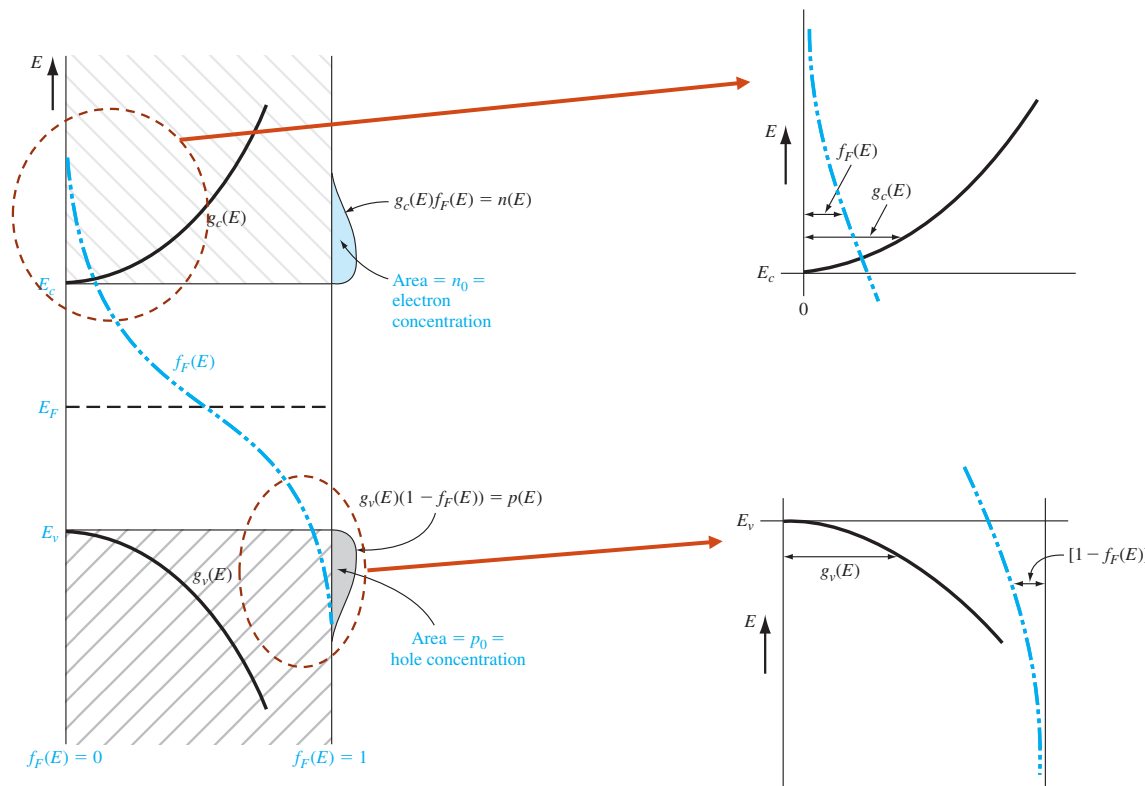 E
g_c(E)
g_c(E)f_F(E) = n(E)
E_c
Area = n_0 =
electron
concentration
f_F(E)
E_F
g_v(E)(1 − f_F(E)) = p(E)
E_v
g_v(E)
Area = p_0 =
hole concentration
f_F(E) = 0
f_F(E) = 1
E
f_F(E)
g_c(E)
E_c
0
E_v
g_v(E)
[1 − f_F(E)]
E